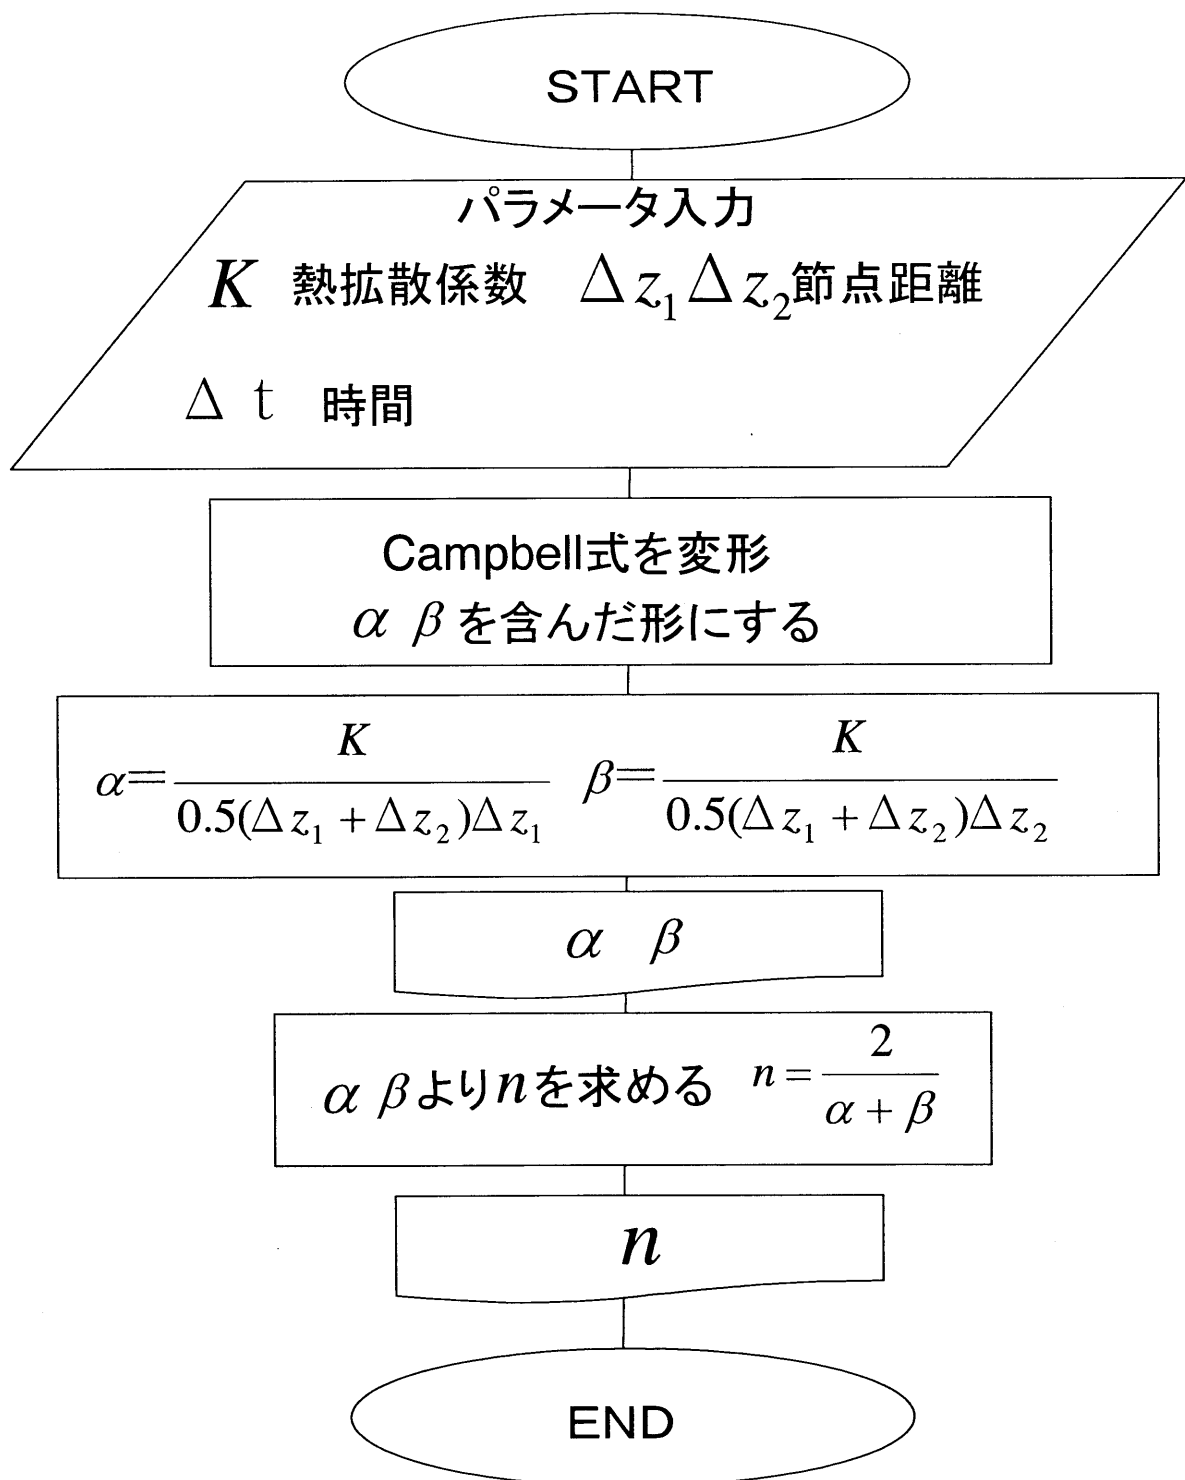 START
パラメータ入力
K 熱拡散係数 Δz₁Δz₂節点距離
Δt 時間
Campbell式を変形
α βを含んだ形にする
α=K/(0.5(Δz₁+Δz₂)Δz₁) β=K/(0.5(Δz₁+Δz₂)Δz₂)
α β
α βよりnを求める n=2/(α+β)
n
END